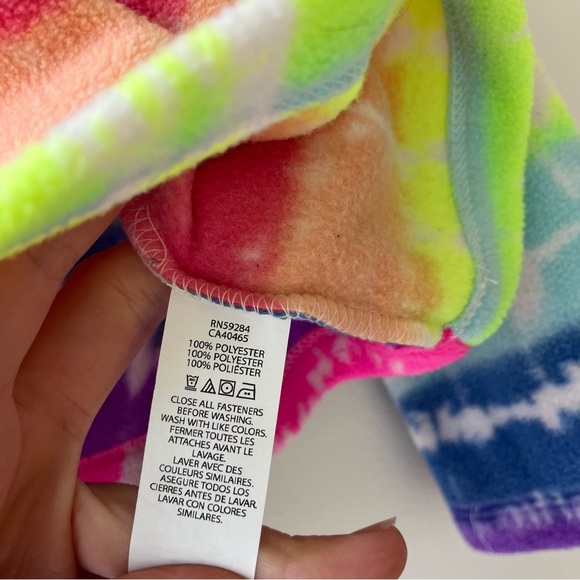 RN59284
CA40465
100% POLYESTER
100% POLYESTER
100% POLIÉSTER
CLOSE ALL FASTENERS
BEFORE WASHING.
WASH WITH LIKE COLORS.
FERMER TOUTES LES
ATTACHES AVANT LE
LAVAGE.
LAVER AVEC DES
COULEURS SIMILAIRES.
ASEGURE TODOS LOS
CIERRES ANTES DE LAVAR.
LAVAR CON COLORES
SIMILARES.